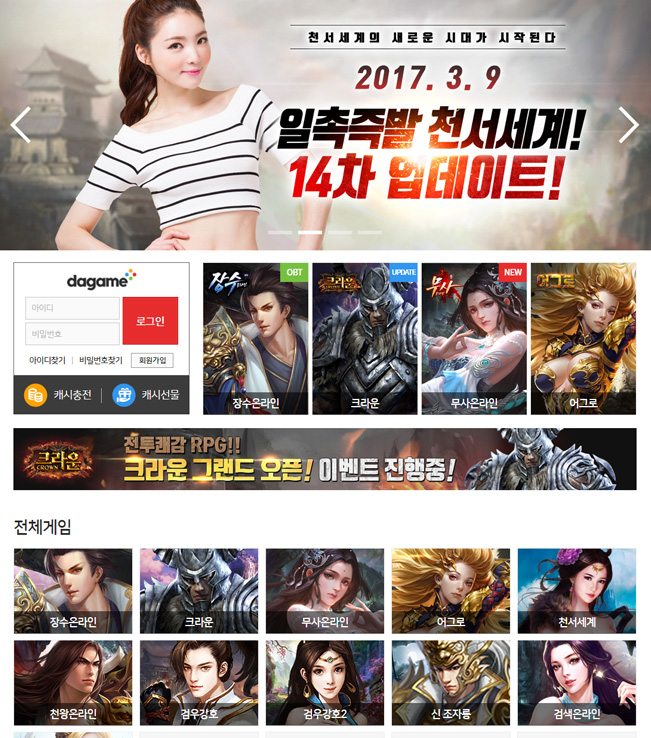 천서세계의 새로운 시대가 시작된다
2017. 3. 9
일촉즉발 천서세계!
14차 업데이트!
dagame
아이디
비밀번호
로그인
아이디찾기 | 비밀번호찾기 회원가입
캐시충전 캐시선물
장수 OBT
장수온라인
크라운 UPDATE
크라운
무사 NEW
무사온라인
어그로
어그로
크라운
CROWN
전투쾌감 RPG!!
크라운 그랜드 오픈! 이벤트 진행중!
전체게임
장수온라인 크라운 무사온라인 어그로 천서세계
천왕온라인 검우강호 검우강호2 신 조자룡 검색온라인